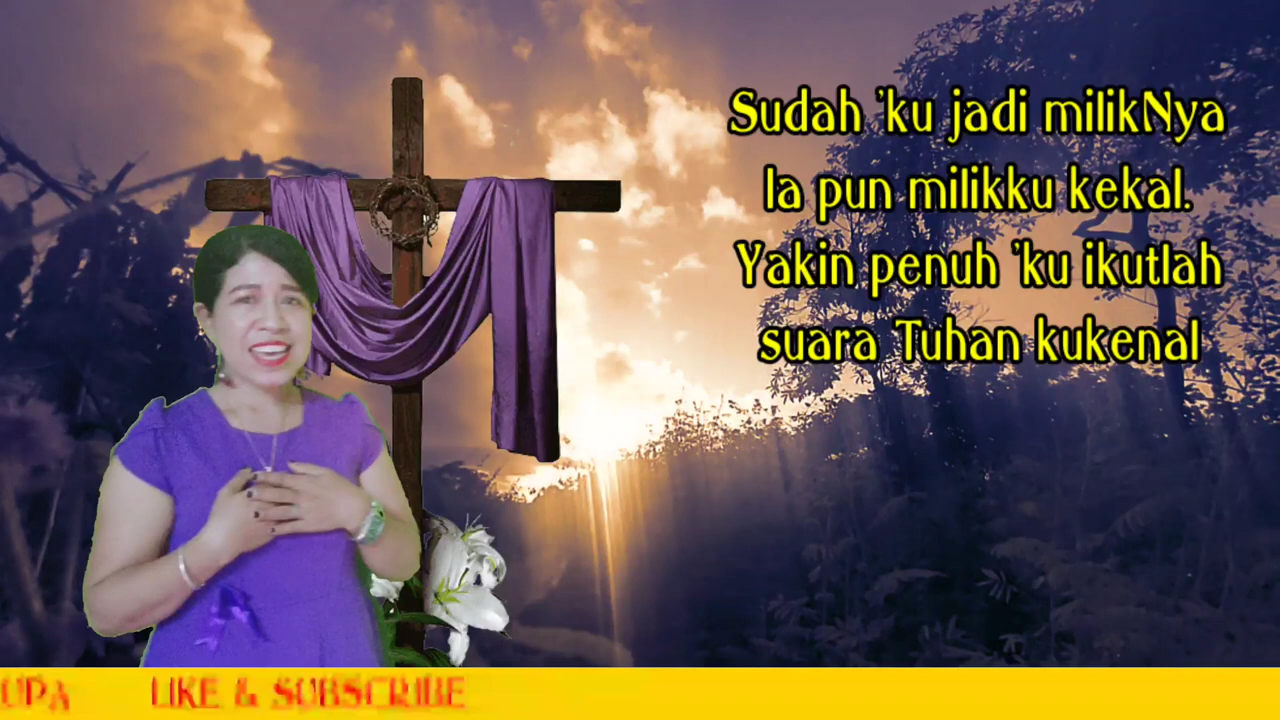 Sudah 'ku jadi milikNya
Ia pun milikku kekal.
Yakin penuh 'ku ikutlah
suara Tuhan kukenal
UPA LIKE & SUBSCRIBE